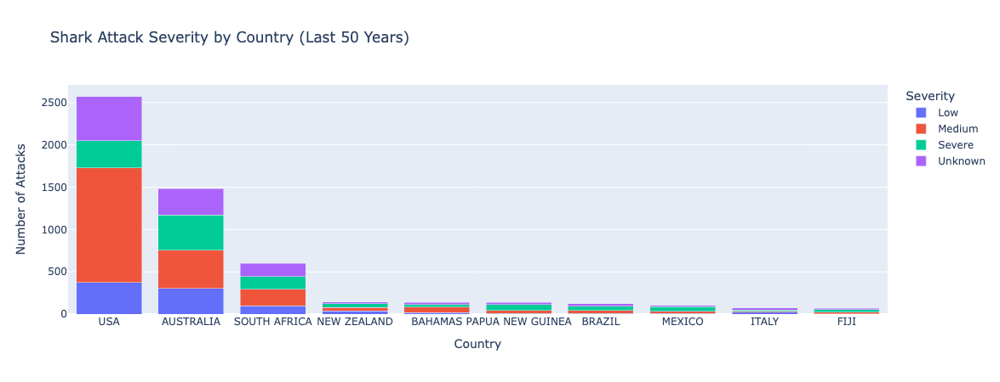 Shark Attack Severity by Country (Last 50 Years)
Severity
Low
Medium
Severe
Unknown
Number of Attacks
2500
2000
1500
1000
500
0
USA AUSTRALIA SOUTH AFRICA NEW ZEALAND BAHAMAS PAPUA NEW GUINEA BRAZIL MEXICO ITALY FIJI
Country